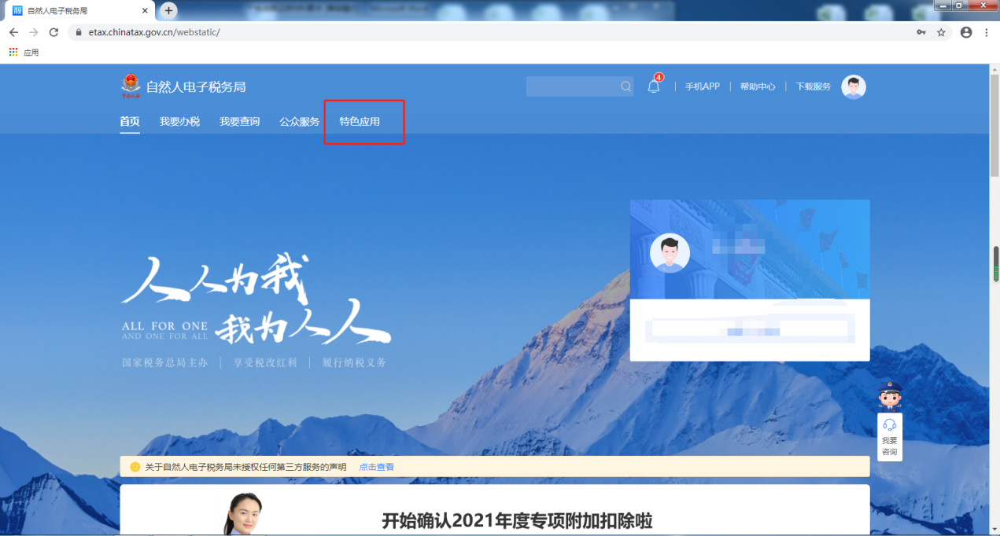 自然人电子税务局
etax.chinatax.gov.cn/webstatic/
应用
自然人电子税务局
4
手机APP | 帮助中心 | 下载服务
首页 我要办税 我要查询 公众服务 特色应用
人人为我
ALL FOR ONE
AND ONE FOR ALL
我为人人
国家税务总局主办 | 享受税改红利 | 履行纳税义务
我要
咨询
关于自然人电子税务局未授权任何第三方服务的声明 点击查看
开始确认2021年度专项附加扣除啦